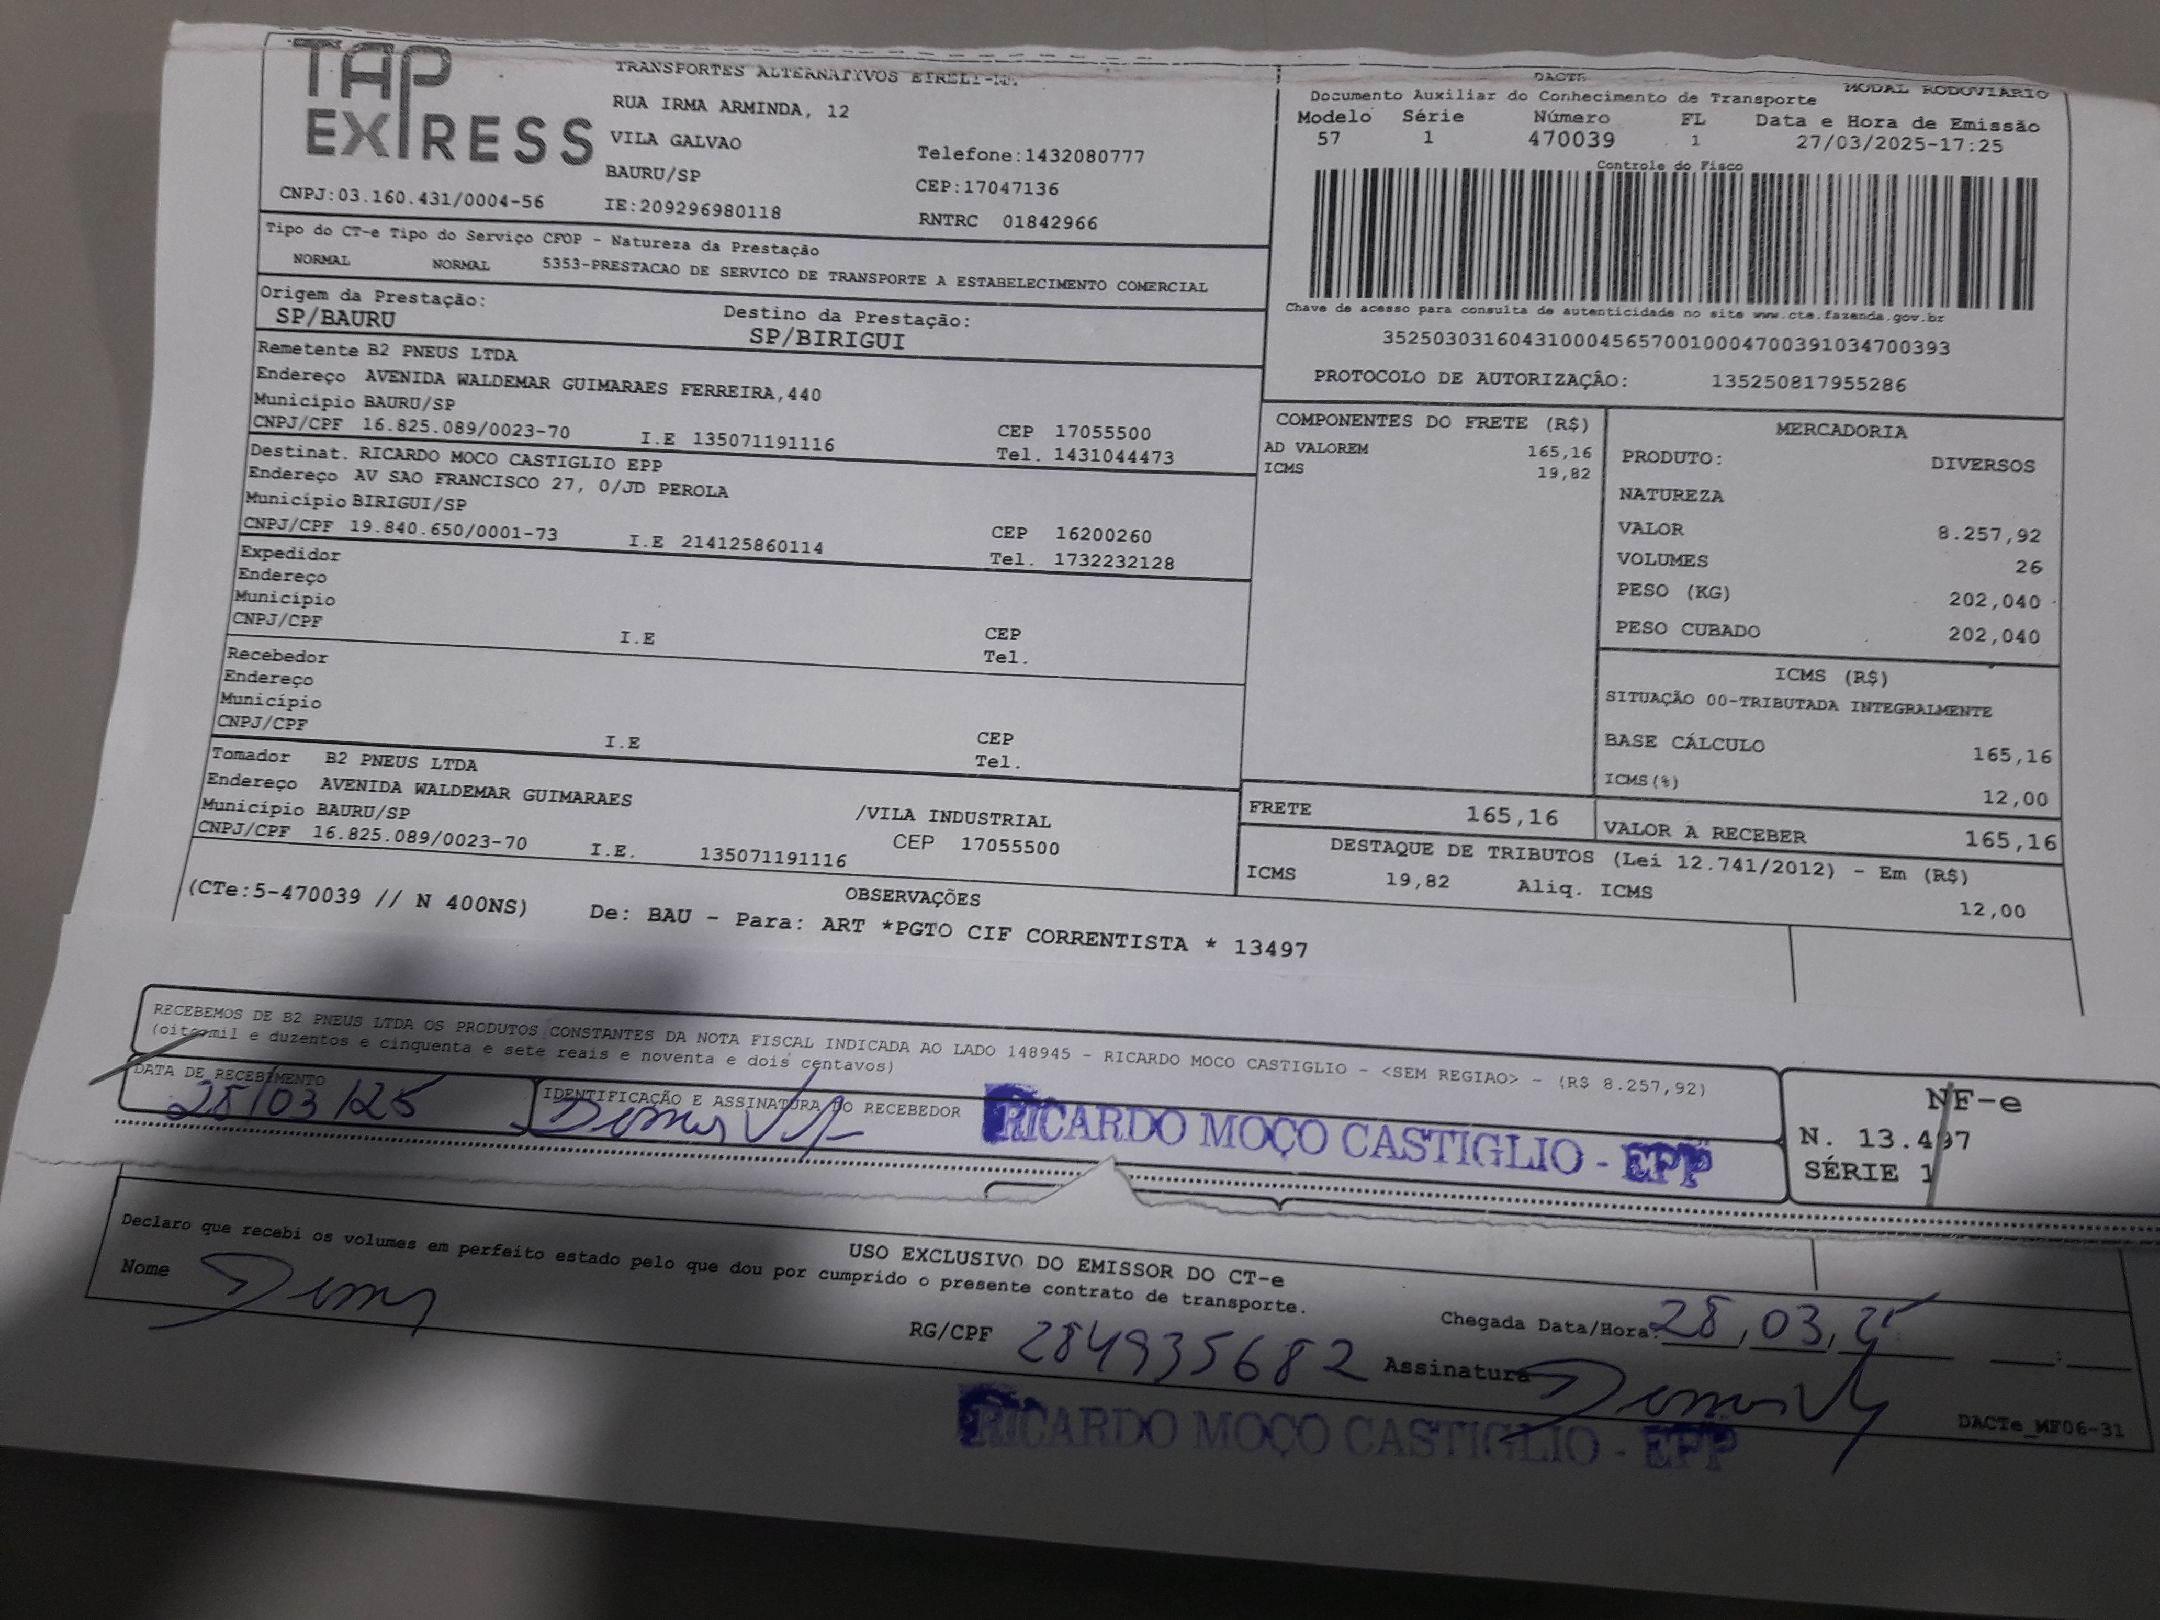 TAP EXPRESS
TRANSPORTES ALTERNATIVOS EIRELI-ME
RUA IRMA ARMINDA, 12
VILA GALVAO
Telefone:1432080777
BAURU/SP
CEP:17047136
CNPJ:03.160.431/0004-56
IE:209296980118
RNTRC 01842966
DACTE
MODAL RODOVIARIO
Documento Auxiliar do Conhecimento de Transporte
Modelo Série Número FL Data e Hora de Emissão
57 1 470039 1 27/03/2025-17:25
Controle do Fisco
Chave de acesso para consulta de autenticidade no site www.cte.fazenda.gov.br
35250303160431000456570010004700391034700393
PROTOCOLO DE AUTORIZAÇÂO: 135250817955286
Tipo do CT-e Tipo do Serviço CFOP - Natureza da Prestação
NORMAL NORMAL 5353-PRESTACAO DE SERVICO DE TRANSPORTE A ESTABELECIMENTO COMERCIAL
Origem da Prestação: Destino da Prestação:
SP/BAURU SP/BIRIGUI
Remetente B2 PNEUS LTDA
Endereço AVENIDA WALDEMAR GUIMARAES FERREIRA,440
Município BAURU/SP CEP 17055500
CNPJ/CPF 16.825.089/0023-70 I.E 135071191116 Tel. 1431044473
Destinat. RICARDO MOCO CASTIGLIO EPP
Endereço AV SAO FRANCISCO 27, 0/JD PEROLA
Município BIRIGUI/SP CEP 16200260
CNPJ/CPF 19.840.650/0001-73 I.E 214125860114 Tel. 1732232128
Expedidor
Endereço
Município CEP
CNPJ/CPF I.E Tel.
Recebedor
Endereço
Município CEP
CNPJ/CPF I.E Tel.
Tomador B2 PNEUS LTDA
Endereço AVENIDA WALDEMAR GUIMARAES /VILA INDUSTRIAL
Município BAURU/SP CEP 17055500
CNPJ/CPF 16.825.089/0023-70 I.E. 135071191116
COMPONENTES DO FRETE (R$)
AD VALOREM 165,16
ICMS 19,82
MERCADORIA
PRODUTO: DIVERSOS
NATUREZA
VALOR 8.257,92
VOLUMES 26
PESO (KG) 202,040
PESO CUBADO 202,040
ICMS (R$)
SITUAÇÃO 00-TRIBUTADA INTEGRALMENTE
BASE CÁLCULO 165,16
ICMS(%) 12,00
FRETE 165,16 VALOR A RECEBER 165,16
DESTAQUE DE TRIBUTOS (Lei 12.741/2012) - Em (R$)
ICMS 19,82 Aliq. ICMS 12,00
OBSERVAÇÕES
(CTe:5-470039 // N 400NS) De: BAU - Para: ART *PGTO CIF CORRENTISTA * 13497
RECEBEMOS DE B2 PNEUS LTDA OS PRODUTOS CONSTANTES DA NOTA FISCAL INDICADA AO LADO 148945 - RICARDO MOCO CASTIGLIO - <SEM REGIAO> - (R$ 8.257,92)
(oito mil e duzentos e cinquenta e sete reais e noventa e dois centavos)
DATA DE RECEBIMENTO
28/03/25
IDENTIFICAÇÃO E ASSINATURA DO RECEBEDOR
RICARDO MOÇO CASTIGLIO - EPP
NF-e
N. 13.497
SÉRIE 1
USO EXCLUSIVO DO EMISSOR DO CT-e
Declaro que recebi os volumes em perfeito estado pelo que dou por cumprido o presente contrato de transporte.
Nome
RG/CPF 284935682
Chegada Data/Hora: 28,03,25
Assinatura
RICARDO MOÇO CASTIGLIO - EPP
DACTe_MF06-31